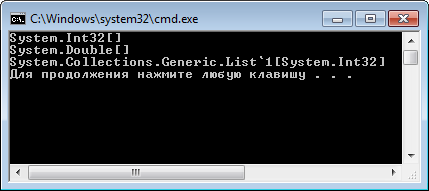 C:\Windows\system32\cmd.exe
System.Int32[]
System.Double[]
System.Collections.Generic.List`1[System.Int32]
Для продолжения нажмите любую клавишу . . .